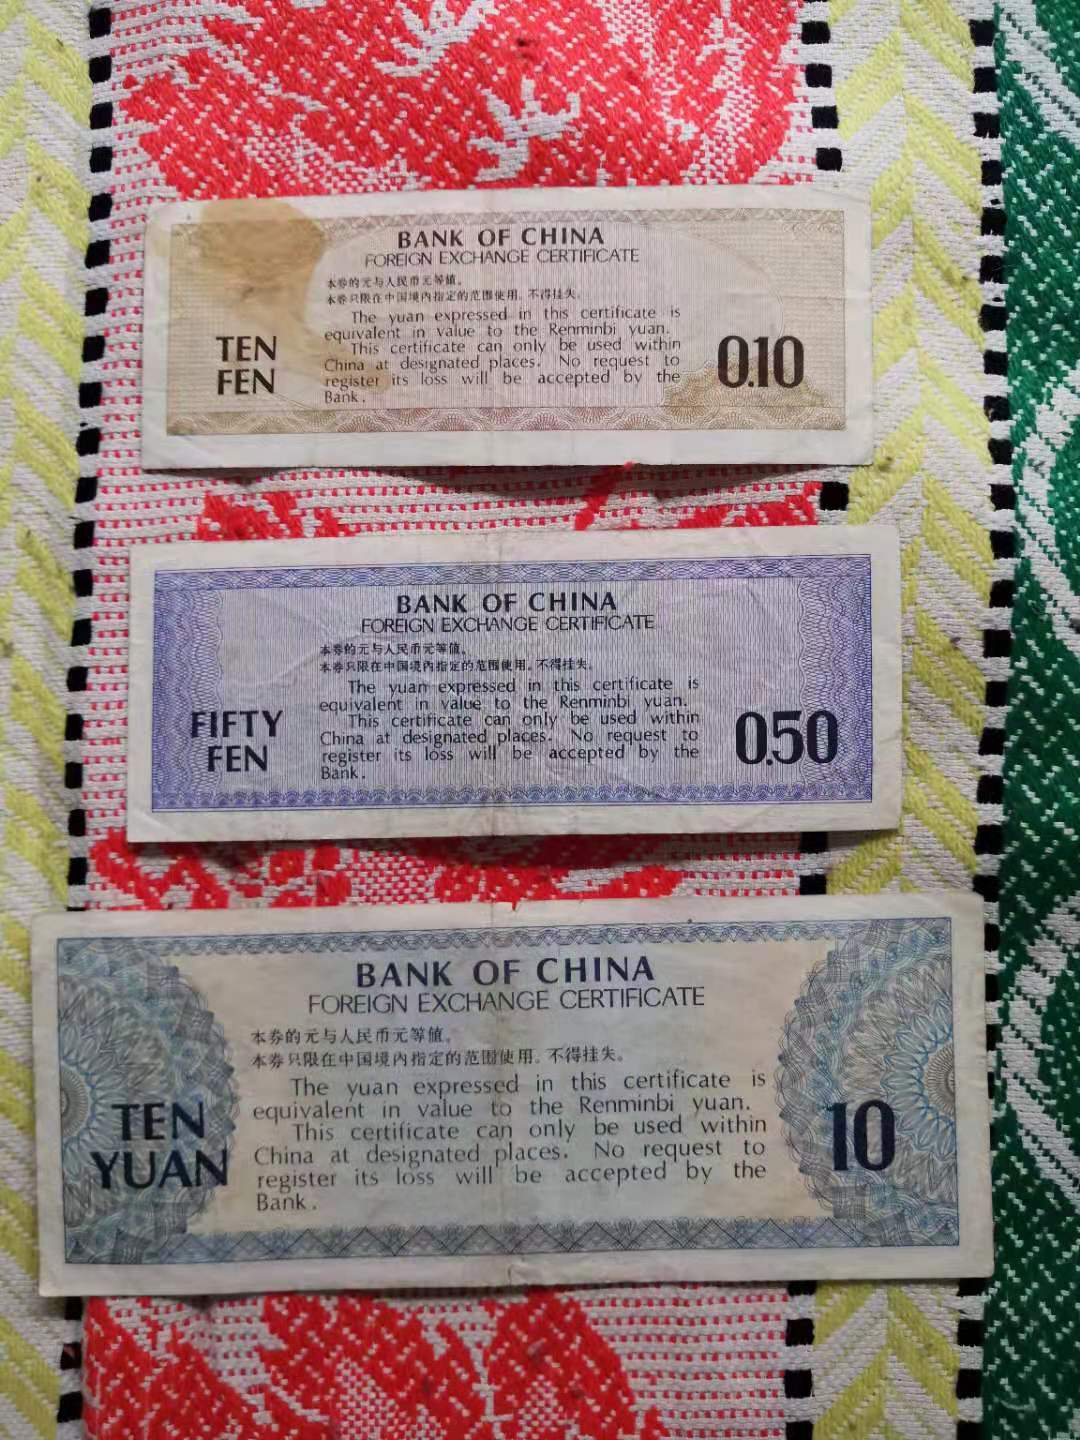 BANK OF CHINA
FOREIGN EXCHANGE CERTIFICATE
本券的元与人民币元等值。
本券只限在中国境内指定的范围使用。不得挂失。
The yuan expressed in this certificate is
equivalent in value to the Renminbi yuan.
This certificate can only be used within
China at designated places. No request to
register its loss will be accepted by the
Bank.
TEN
FEN
0.10
BANK OF CHINA
FOREIGN EXCHANGE CERTIFICATE
本券的元与人民币元等值。
本券只限在中国境内指定的范围使用。不得挂失。
The yuan expressed in this certificate is
equivalent in value to the Renminbi yuan.
This certificate can only be used within
China at designated places. No request to
register its loss will be accepted by the
Bank.
FIFTY
FEN
0.50
BANK OF CHINA
FOREIGN EXCHANGE CERTIFICATE
本券的元与人民币元等值。
本券只限在中国境内指定的范围使用。不得挂失。
The yuan expressed in this certificate is
equivalent in value to the Renminbi yuan.
This certificate can only be used within
China at designated places. No request to
register its loss will be accepted by the
Bank.
TEN
YUAN
10